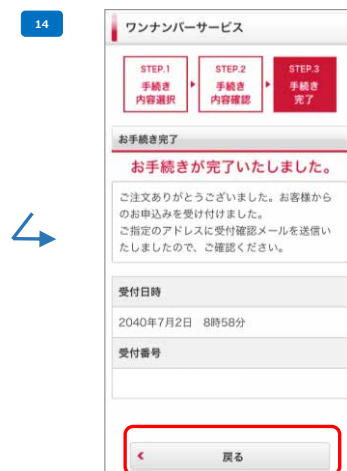 14
ワンナンバーサービス
STEP.1
手続き
内容選択
STEP.2
手続き
内容確認
STEP.3
手続き
完了
お手続き完了
お手続きが完了いたしました。
ご注文ありがとうございました。お客様から
のお申込みを受け付けました。
ご指定のアドレスに受付確認メールを送信い
たしましたので、ご確認ください。
受付日時
2040年7月2日 8時58分
受付番号
戻る